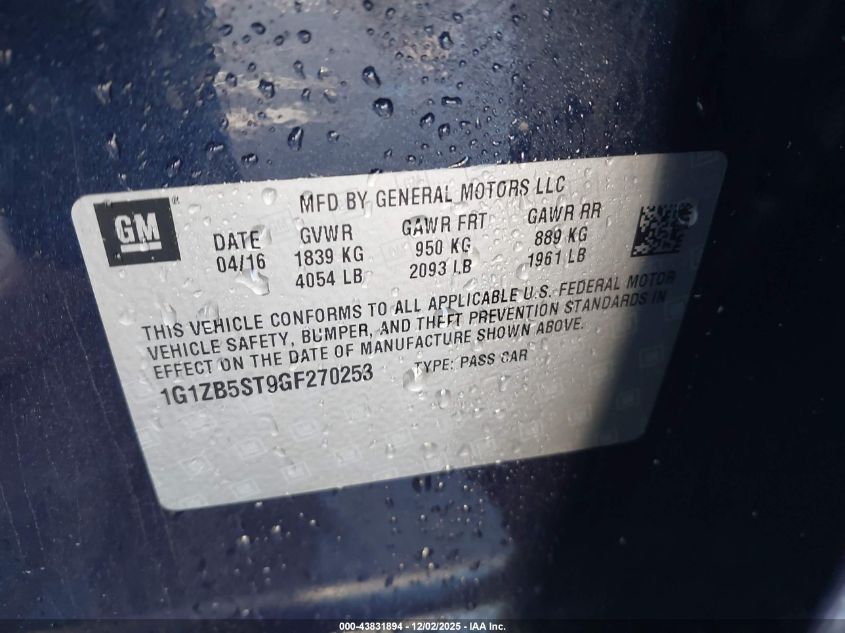 GM
®
MFD BY GENERAL MOTORS LLC
DATE GVWR GAWR FRT GAWR RR
04/16 1839 KG 950 KG 889 KG
4054 LB 2093 LB 1961 LB
THIS VEHICLE CONFORMS TO ALL APPLICABLE U.S. FEDERAL MOTOR
VEHICLE SAFETY, BUMPER, AND THEFT PREVENTION STANDARDS IN
EFFECT ON THE DATE OF MANUFACTURE SHOWN ABOVE.
1G1ZB5ST9GF270253 TYPE: PASS CAR
000-43831894 - 12/02/2025 - IAA Inc.